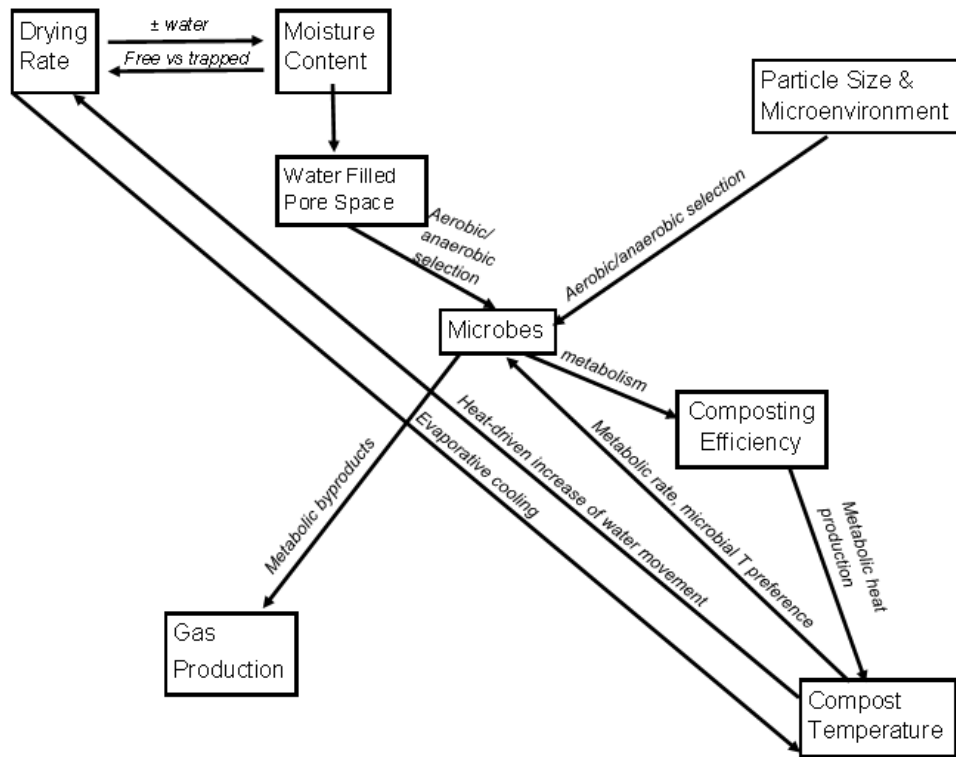 Drying
Rate
± water
Free vs trapped
Moisture
Content
Particle Size &
Microenvironment
Water Filled
Pore Space
Aerobic/
anaerobic
selection
Aerobic/anaerobic selection
Microbes
metabolism
Composting
Efficiency
Heat-driven increase of water movement
Evaporative cooling
Metabolic rate, microbial T preference
Metabolic heat
production
Metabolic byproducts
Gas
Production
Compost
Temperature